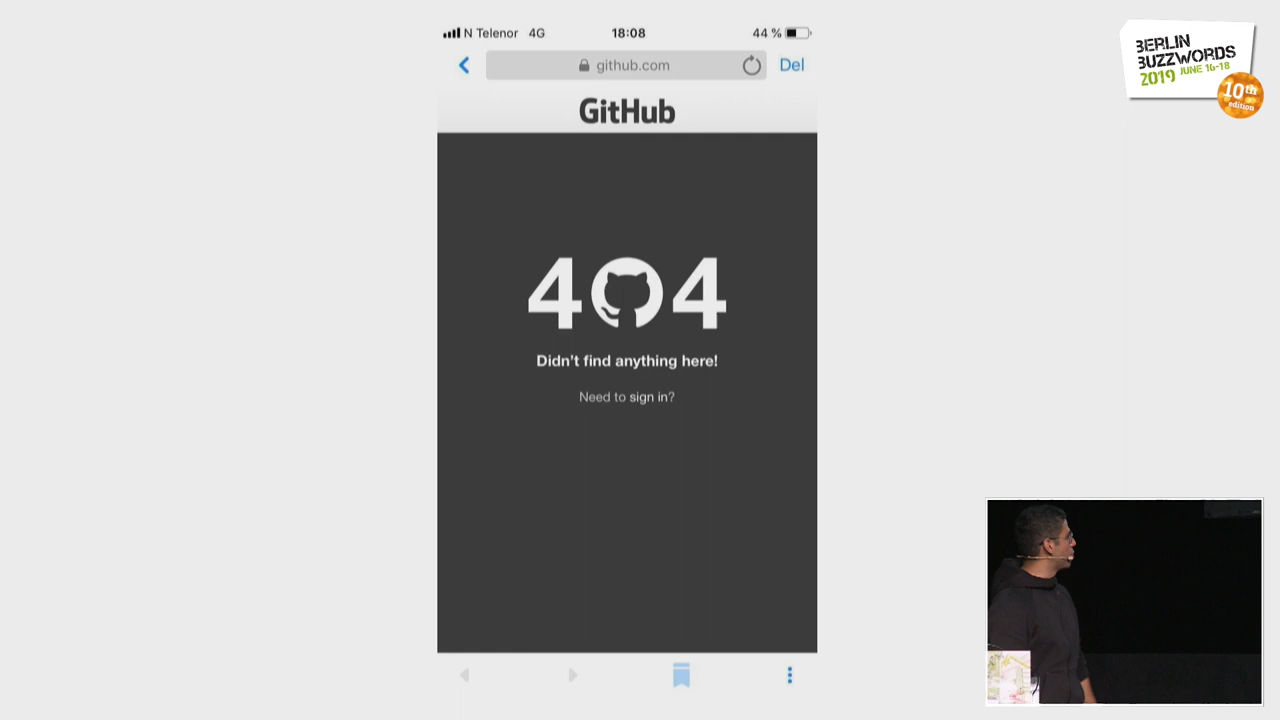 N Telenor 4G 18:08 44 %
github.com Del
GitHub
404
Didn't find anything here!
Need to sign in?
BERLIN
BUZZWORDS
2019 JUNE 16-18
10th
edition